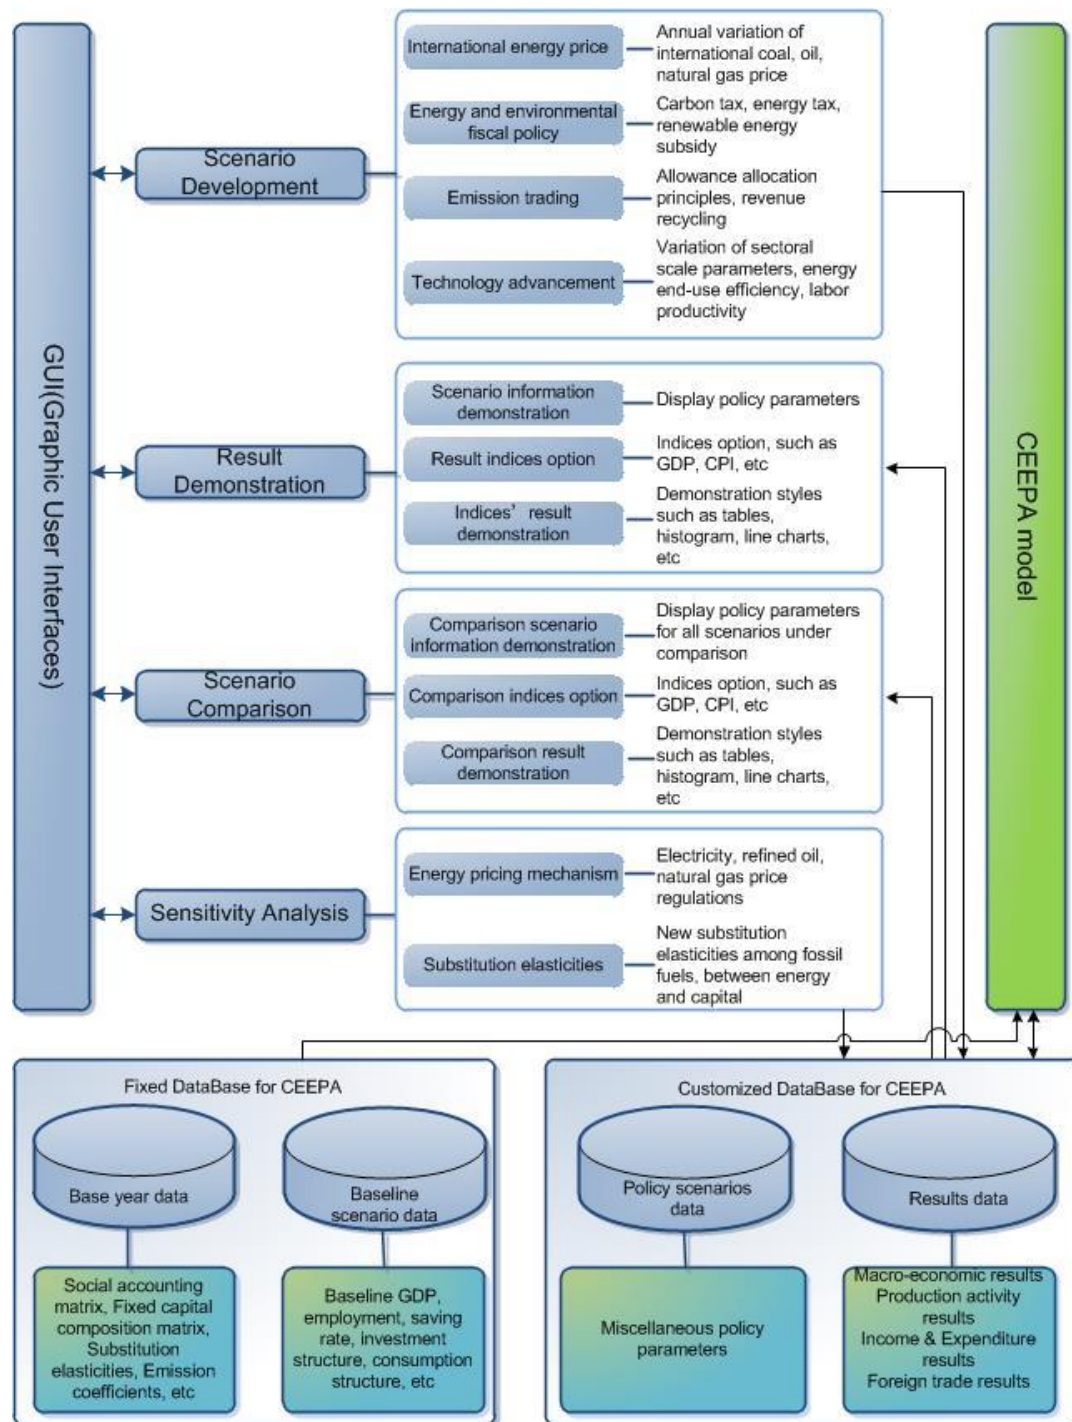 GUI(Graphic User Interfaces)
Scenario
Development
International energy price
Annual variation of
international coal, oil,
natural gas price
Energy and environmental
fiscal policy
Carbon tax, energy tax,
renewable energy
subsidy
Emission trading
Allowance allocation
principles, revenue
recycling
Technology advancement
Variation of sectoral
scale parameters, energy
end-use efficiency, labor
productivity
Result
Demonstration
Scenario information
demonstration
Display policy parameters
Result indices option
Indices option, such as
GDP, CPI, etc
Indices’ result
demonstration
Demonstration styles
such as tables,
histogram, line charts,
etc
Scenario
Comparison
Comparison scenario
information demonstration
Display policy parameters
for all scenarios under
comparison
Comparison indices option
Indices option, such as
GDP, CPI, etc
Comparison result
demonstration
Demonstration styles
such as tables,
histogram, line charts,
etc
Sensitivity Analysis
Energy pricing mechanism
Electricity, refined oil,
natural gas price
regulations
Substitution elasticities
New substitution
elasticities among fossil
fuels, between energy
and capital
CEEPA model
Fixed DataBase for CEEPA
Base year data
Baseline
scenario data
Social accounting
matrix, Fixed capital
composition matrix,
Substitution
elasticities, Emission
coefficients, etc
Baseline GDP,
employment, saving
rate, investment
structure, consumption
structure, etc
Customized DataBase for CEEPA
Policy scenarios
data
Results data
Miscellaneous policy
parameters
Macro-economic results
Production activity
results
Income & Expenditure
results
Foreign trade results